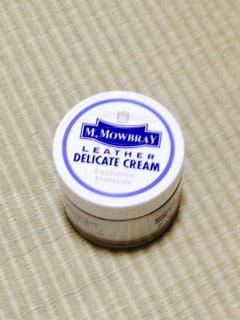 M. MOWBRAY
LEATHER
DELICATE CREAM
Exclusive
Formula